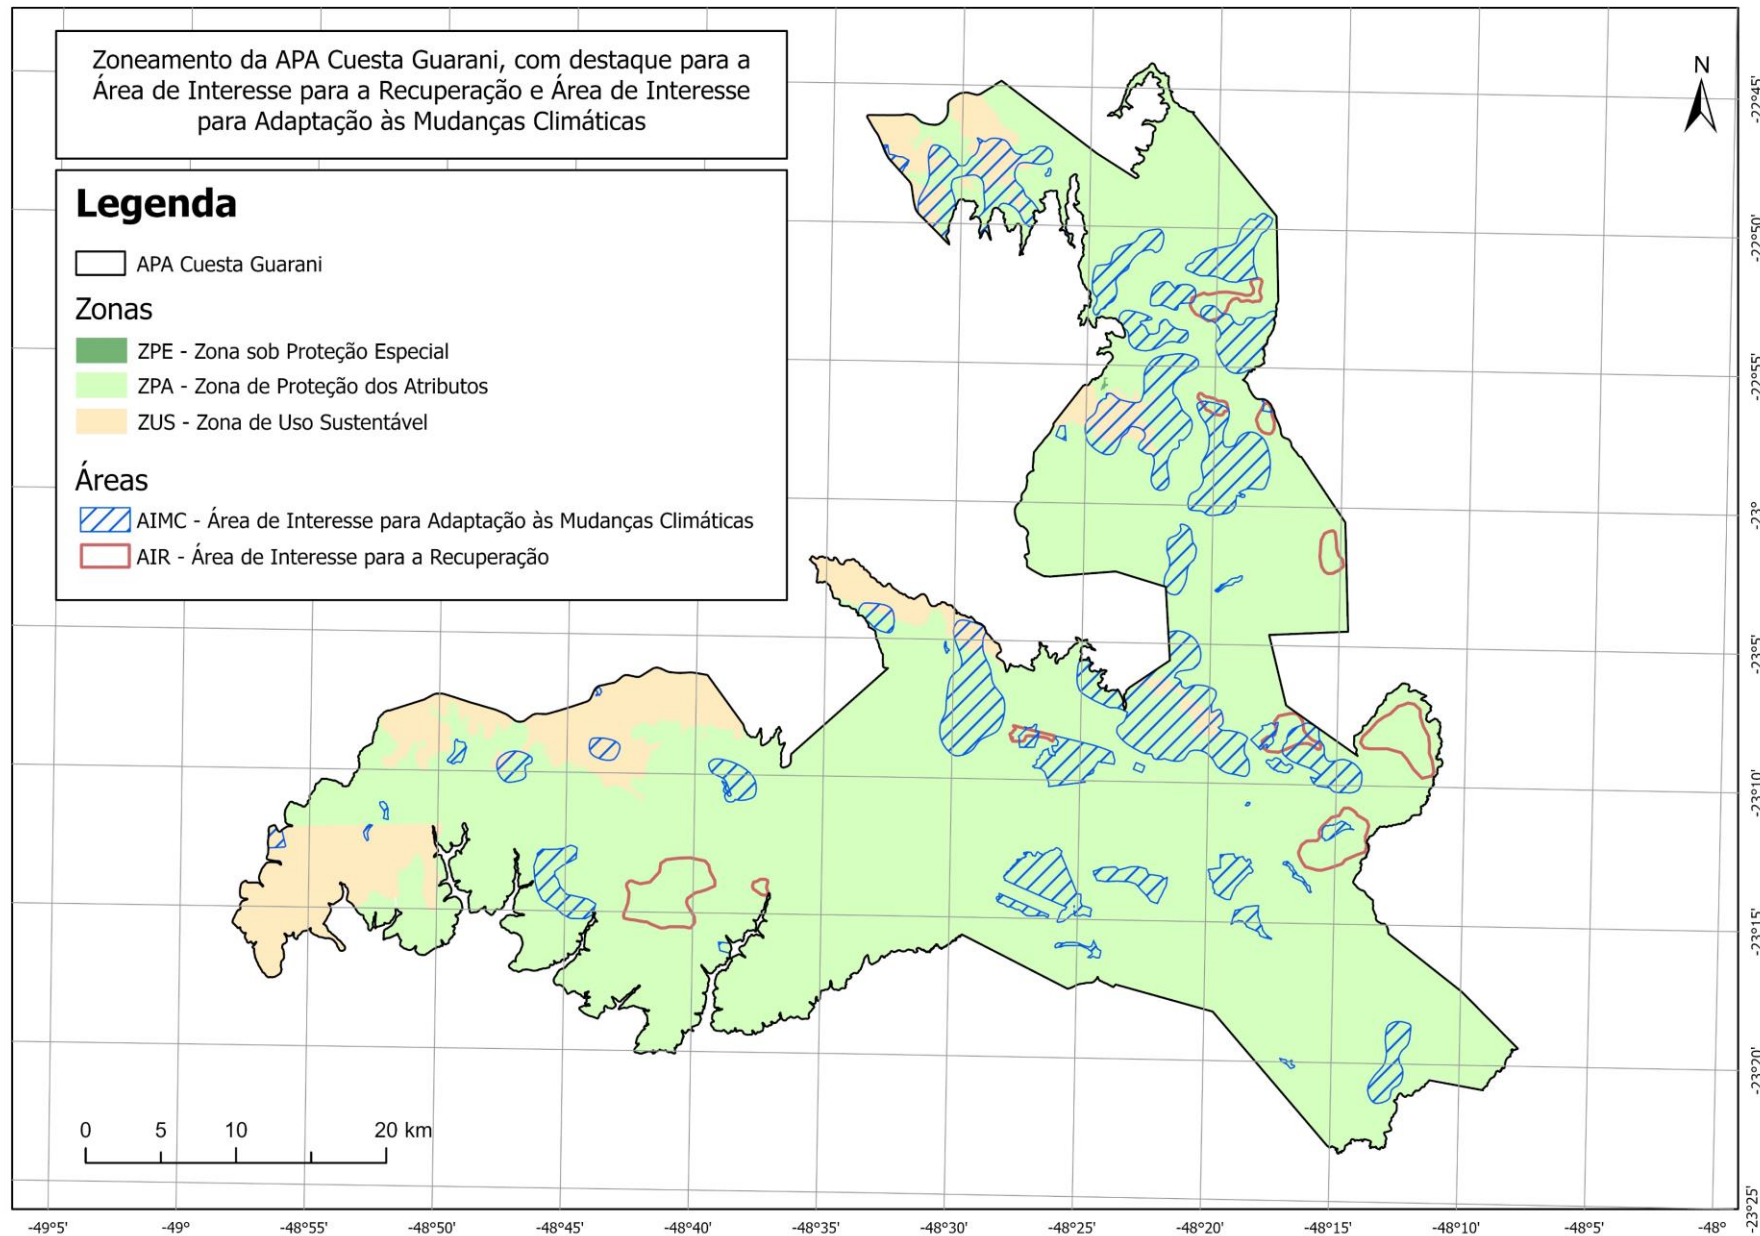 Zoneamento da APA Cuesta Guarani, com destaque para a
Área de Interesse para a Recuperação e Área de Interesse
para Adaptação às Mudanças Climáticas
N
Legenda
APA Cuesta Guarani
Zonas
ZPE - Zona sob Proteção Especial
ZPA - Zona de Proteção dos Atributos
ZUS - Zona de Uso Sustentável
Áreas
AIMC - Área de Interesse para Adaptação às Mudanças Climáticas
AIR - Área de Interesse para a Recuperação
-22°45'
-22°50'
-22°55'
-23°
-23°5'
-23°10'
-23°15'
-23°20'
-23°25'
0 5 10 20 km
-49°5' -49° -48°55' -48°50' -48°45' -48°40' -48°35' -48°30' -48°25' -48°20' -48°15' -48°10' -48°5' -48°